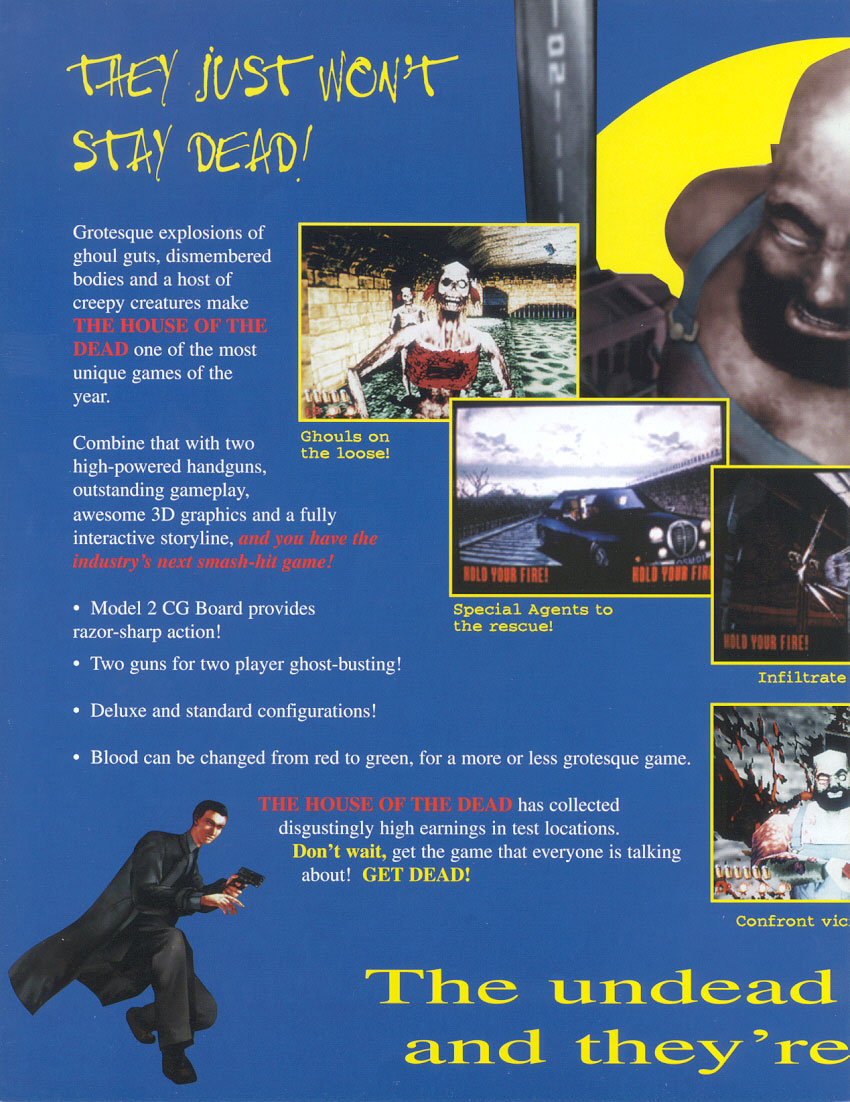 THEY JUST WON'T
STAY DEAD!
Grotesque explosions of
ghoul guts, dismembered
bodies and a host of
creepy creatures make
THE HOUSE OF THE
DEAD one of the most
unique games of the
year.
Combine that with two
high-powered handguns,
outstanding gameplay,
awesome 3D graphics and a fully
interactive storyline, and you have the
industry's next smash-hit game!
• Model 2 CG Board provides
razor-sharp action!
• Two guns for two player ghost-busting!
• Deluxe and standard configurations!
• Blood can be changed from red to green, for a more or less grotesque game.
THE HOUSE OF THE DEAD has collected
disgustingly high earnings in test locations.
Don't wait, get the game that everyone is talking
about! GET DEAD!
02
Ghouls on
the loose!
HOLD YOUR FIRE!
HOLD YOUR FIR
Special Agents to
the rescue!
HOLD YOUR FIRE!
Infiltrate
Confront vic
The undead
and they're